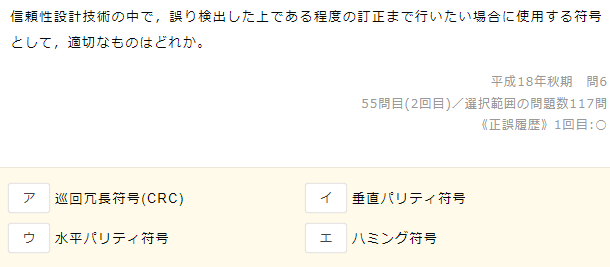 信頼性設計技術の中で，誤り検出した上である程度の訂正まで行いたい場合に使用する符号
として，適切なものはどれか。
平成18年秋期　問6
55問目(2回目)／選択範囲の問題数117問
《正誤履歴》1回目:○
ア 巡回冗長符号(CRC)
イ 垂直パリティ符号
ウ 水平パリティ符号
エ ハミング符号